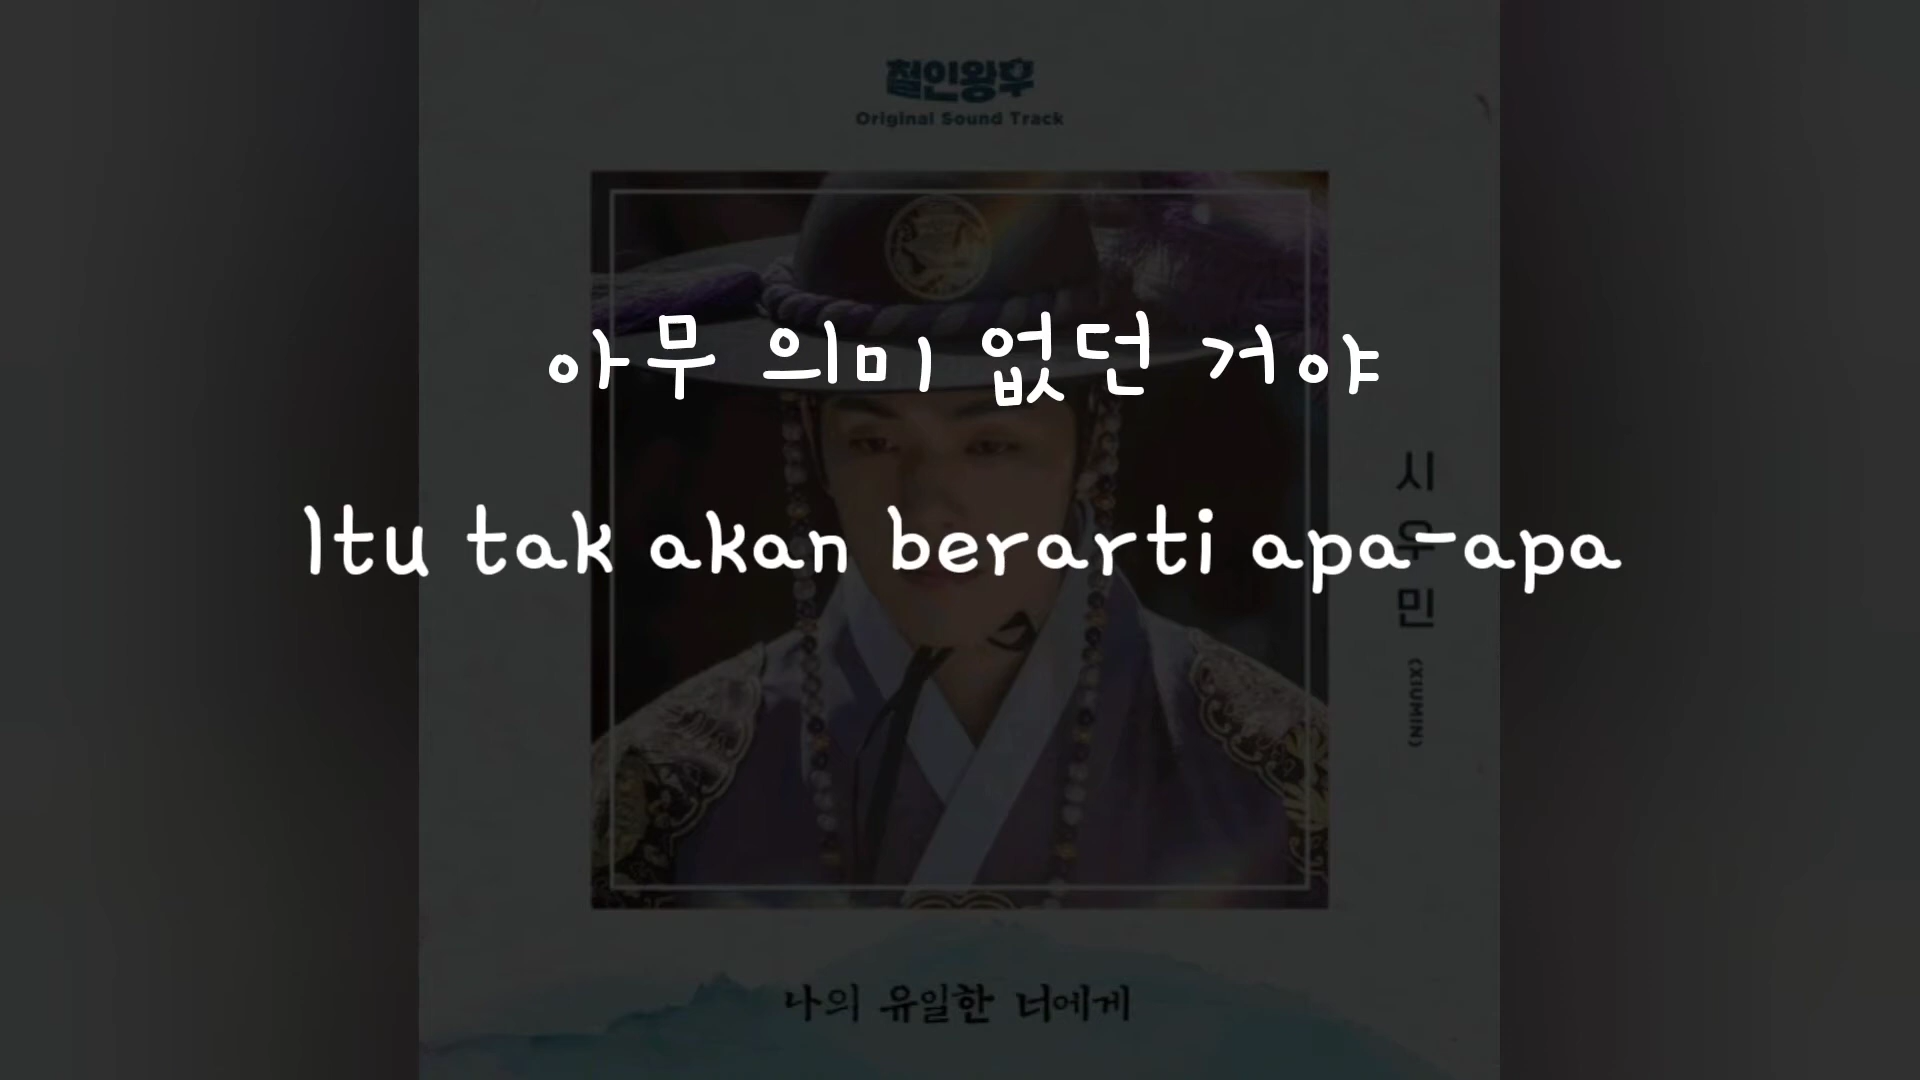 철인왕후
Original Sound Track
아무 의미 없던 거야
Itu tak akan berarti apa-apa
시우민
(XIUMIN)
나의 유일한 너에게